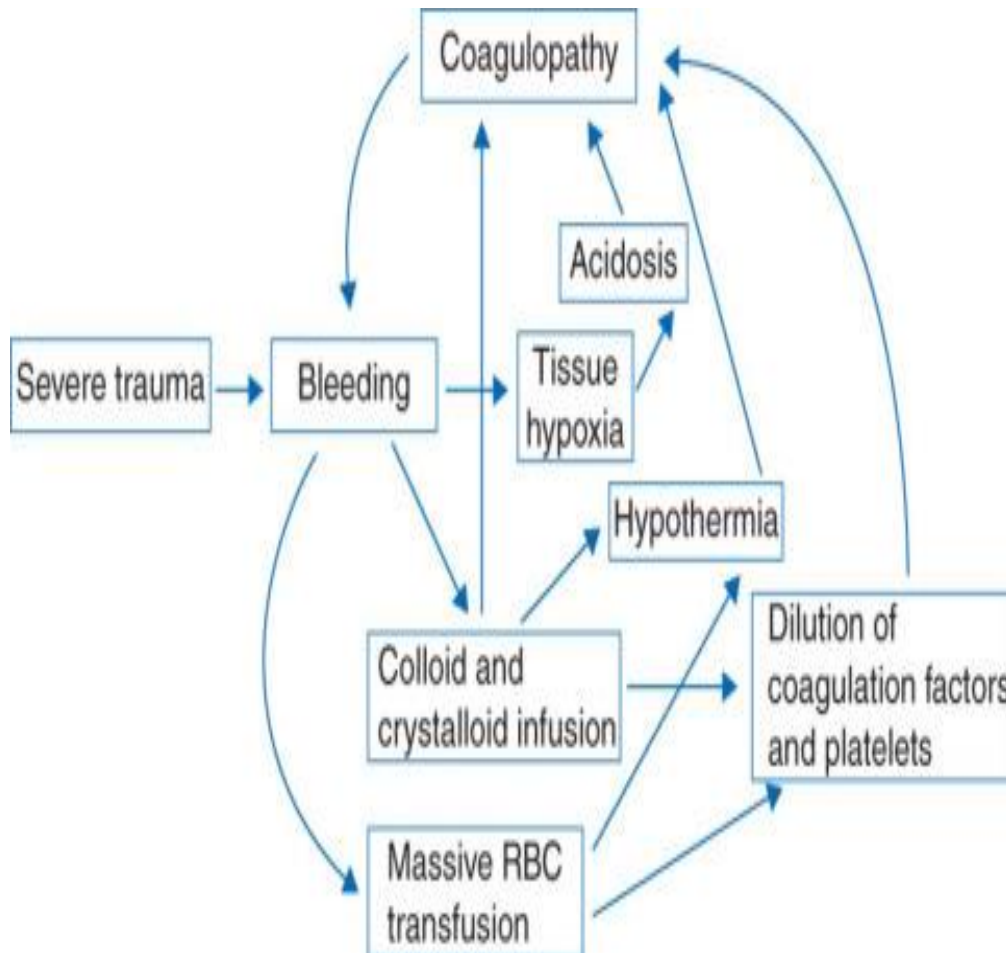 Coagulopathy
Acidosis
Severe trauma
Bleeding
Tissue
hypoxia
Hypothermia
Colloid and
crystalloid infusion
Dilution of
coagulation factors
and platelets
Massive RBC
transfusion